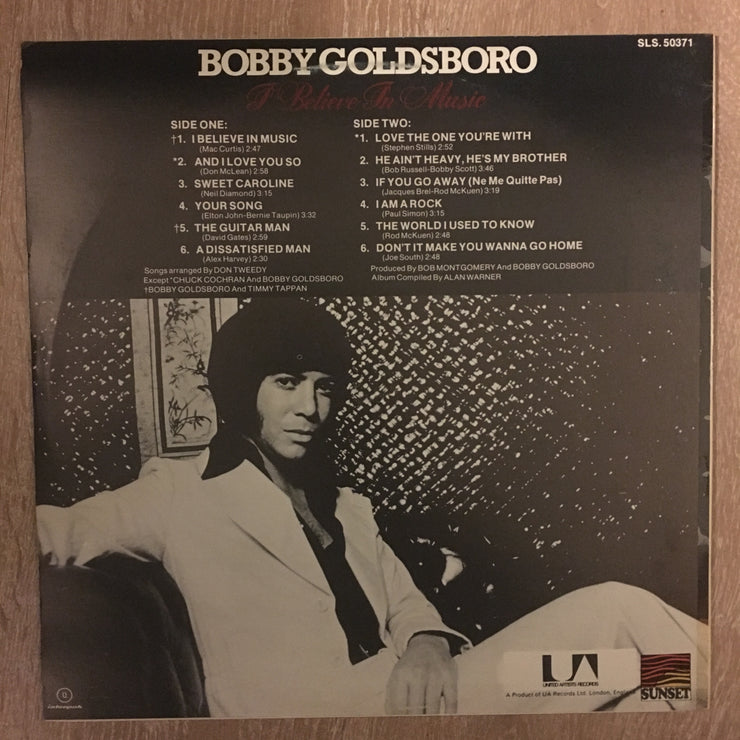 SLS. 50371
BOBBY GOLDSBORO
I Believe In Music
SIDE ONE:
†1. I BELIEVE IN MUSIC
(Mac Curtis) 2:47
*2. AND I LOVE YOU SO
(Don McLean) 2:58
3. SWEET CAROLINE
(Neil Diamond) 3:15
4. YOUR SONG
(Elton John-Bernie Taupin) 3:32
†5. THE GUITAR MAN
(David Gates) 2:59
6. A DISSATISFIED MAN
(Alex Harvey) 2:30
Songs arranged by DON TWEEDY
Except *CHUCK COCHRAN And BOBBY GOLDSBORO
†BOBBY GOLDSBORO And TIMMY TAPPAN
SIDE TWO:
*1. LOVE THE ONE YOU'RE WITH
(Stephen Stills) 2:52
2. HE AIN'T HEAVY, HE'S MY BROTHER
(Bob Russell-Bobby Scott) 3:46
3. IF YOU GO AWAY (Ne Me Quitte Pas)
(Jacques Brel-Rod McKuen) 3:19
4. I AM A ROCK
(Paul Simon) 3:15
5. THE WORLD I USED TO KNOW
(Rod McKuen) 2:48
6. DON'T IT MAKE YOU WANNA GO HOME
(Joe South) 2:48
Produced by BOB MONTGOMERY And BOBBY GOLDSBORO
Album Compiled By ALAN WARNER
UA
UNITED ARTISTS RECORDS
A Product of UA Records Ltd. London, England
SUNSET